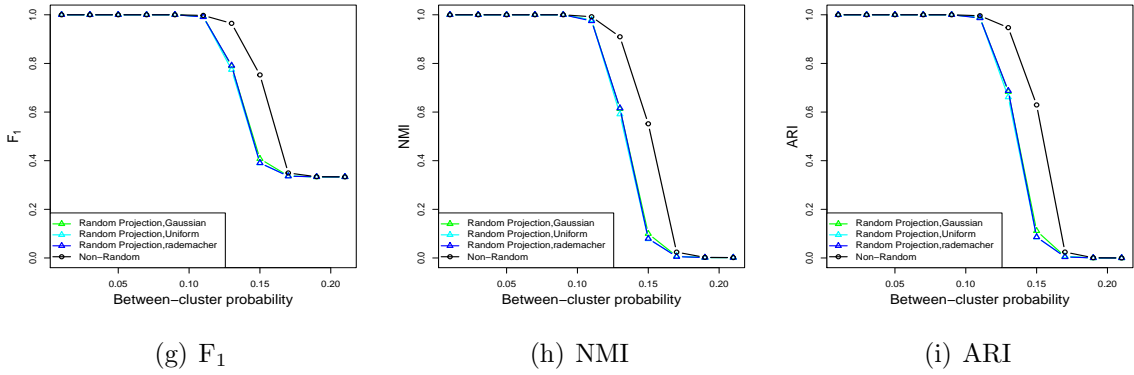 1.0
0.8
0.6
0.4
0.2
0.0
F1
Random Projection,Gaussian
Random Projection,Uniform
Random Projection,rademacher
Non−Random
0.05 0.10 0.15 0.20
Between−cluster probability
(g) F1
1.0
0.8
0.6
0.4
0.2
0.0
NMI
Random Projection,Gaussian
Random Projection,Uniform
Random Projection,rademacher
Non−Random
0.05 0.10 0.15 0.20
Between−cluster probability
(h) NMI
1.0
0.8
0.6
0.4
0.2
0.0
ARI
Random Projection,Gaussian
Random Projection,Uniform
Random Projection,rademacher
Non−Random
0.05 0.10 0.15 0.20
Between−cluster probability
(i) ARI